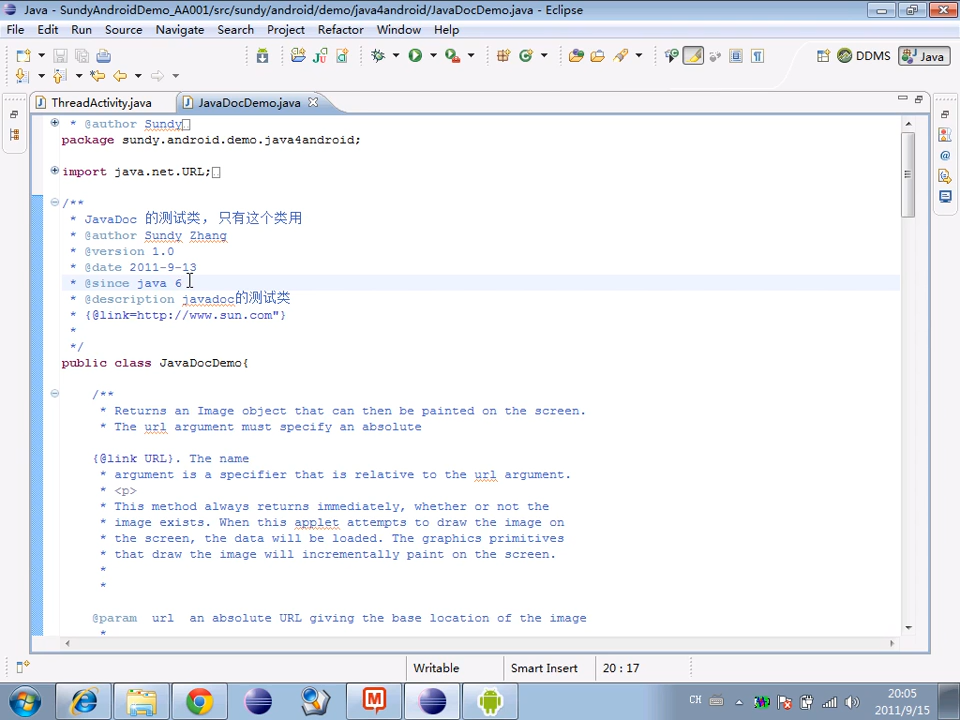 Java - SundyAndroidDemo_AA001/src/sundy/android/demo/java4android/JavaDocDemo.java - Eclipse
File Edit Run Source Navigate Search Project Refactor Window Help
DDMS Java
ThreadActivity.java JavaDocDemo.java
* @author Sundy
package sundy.android.demo.java4android;
import java.net.URL;
/**
* JavaDoc 的测试类， 只有这个类用
* @author Sundy Zhang
* @version 1.0
* @date 2011-9-13
* @since java 6
* @description javadoc的测试类
* {@link=http://www.sun.com"}
*
*/
public class JavaDocDemo{
/**
* Returns an Image object that can then be painted on the screen.
* The url argument must specify an absolute
{@link URL}. The name
* argument is a specifier that is relative to the url argument.
* <p>
* This method always returns immediately, whether or not the
* image exists. When this applet attempts to draw the image on
* the screen, the data will be loaded. The graphics primitives
* that draw the image will incrementally paint on the screen.
*
*
@param url an absolute URL giving the base location of the image
*
Writable Smart Insert 20 : 17
CH 20:05
2011/9/15